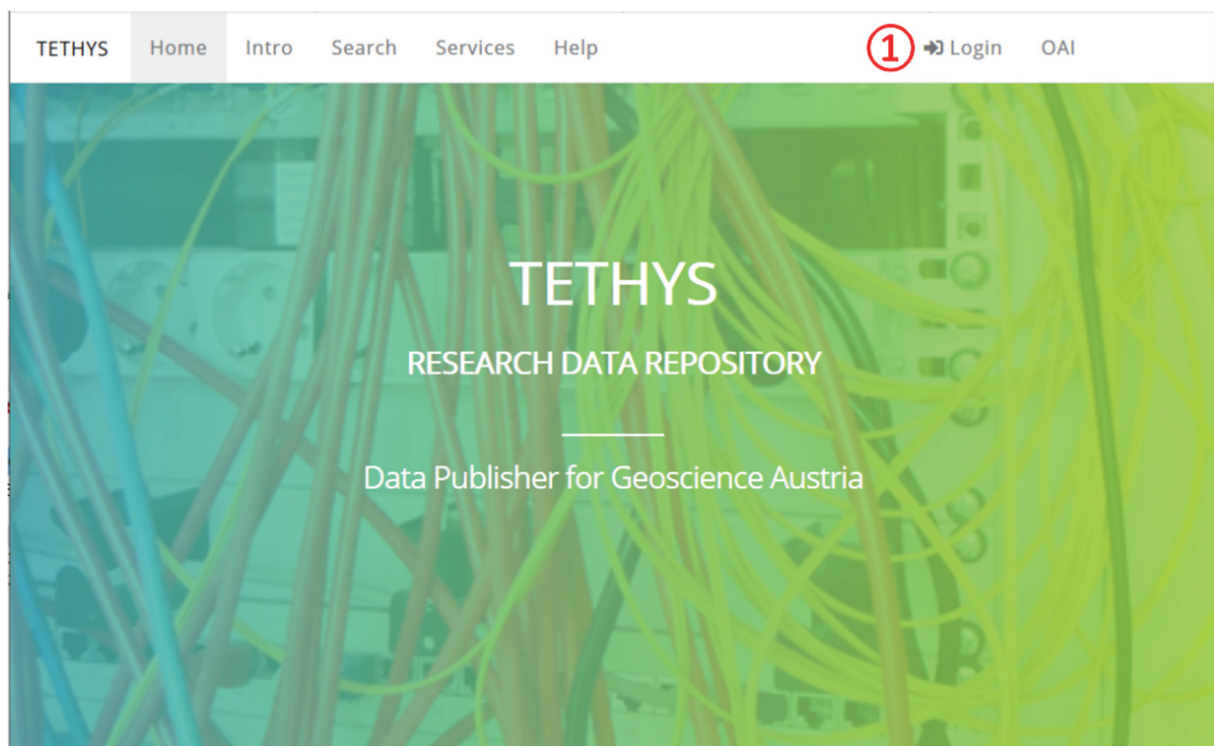 TETHYS Home Intro Search Services Help ① Login OAI
TETHYS
RESEARCH DATA REPOSITORY
Data Publisher for Geoscience Austria